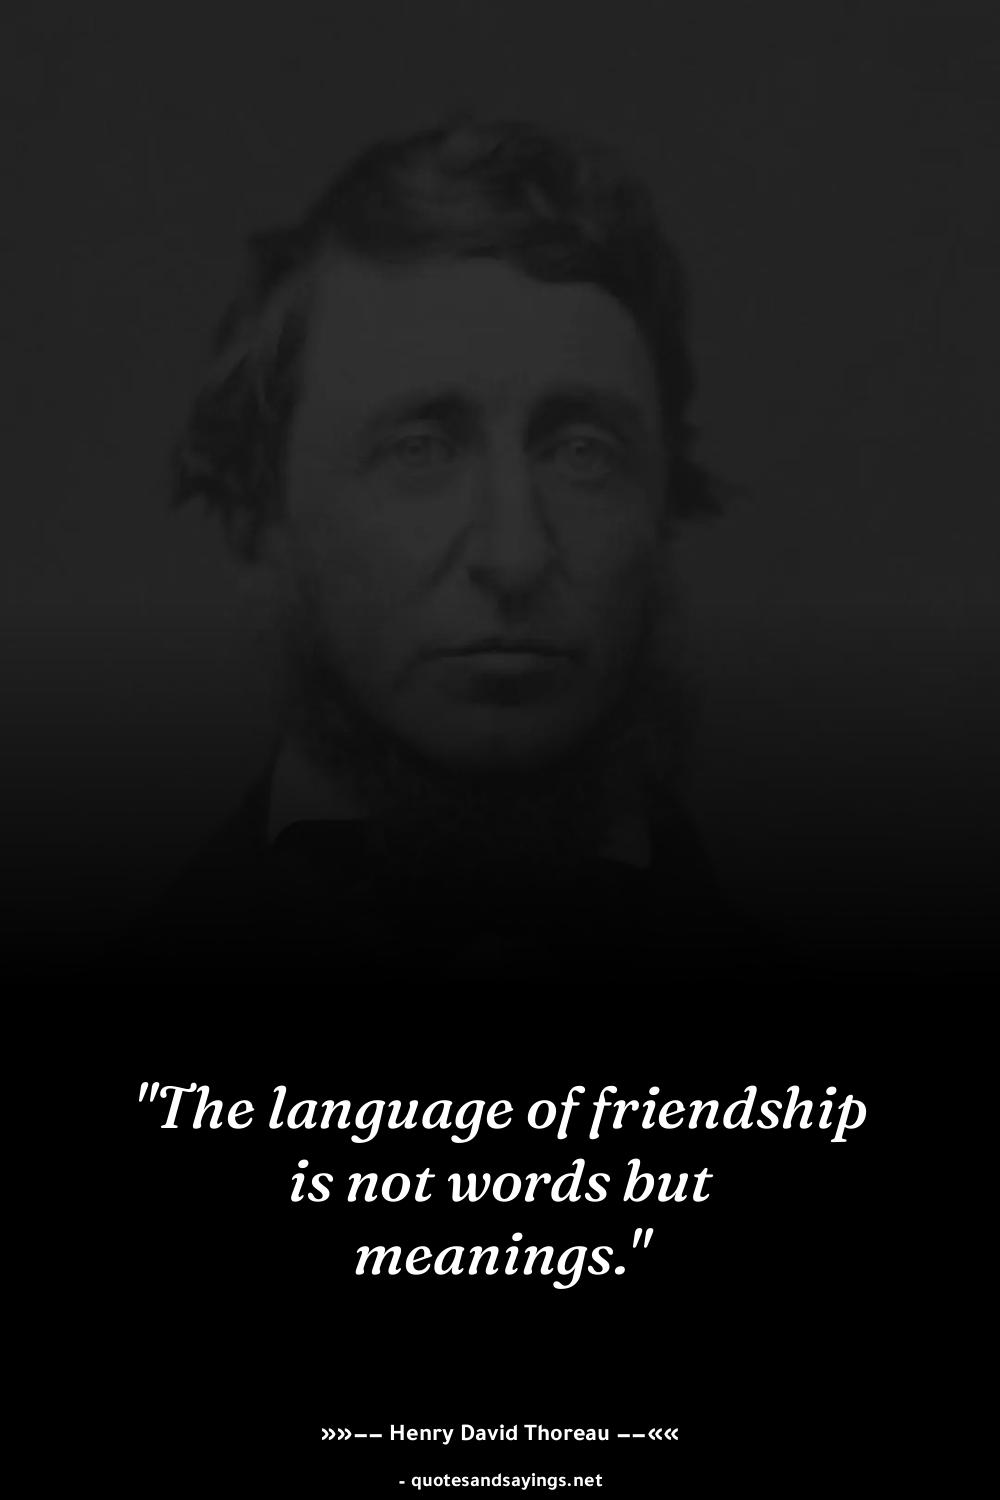 "The language of friendship
is not words but
meanings."
»»−− Henry David Thoreau −−««
- quotesandsayings.net